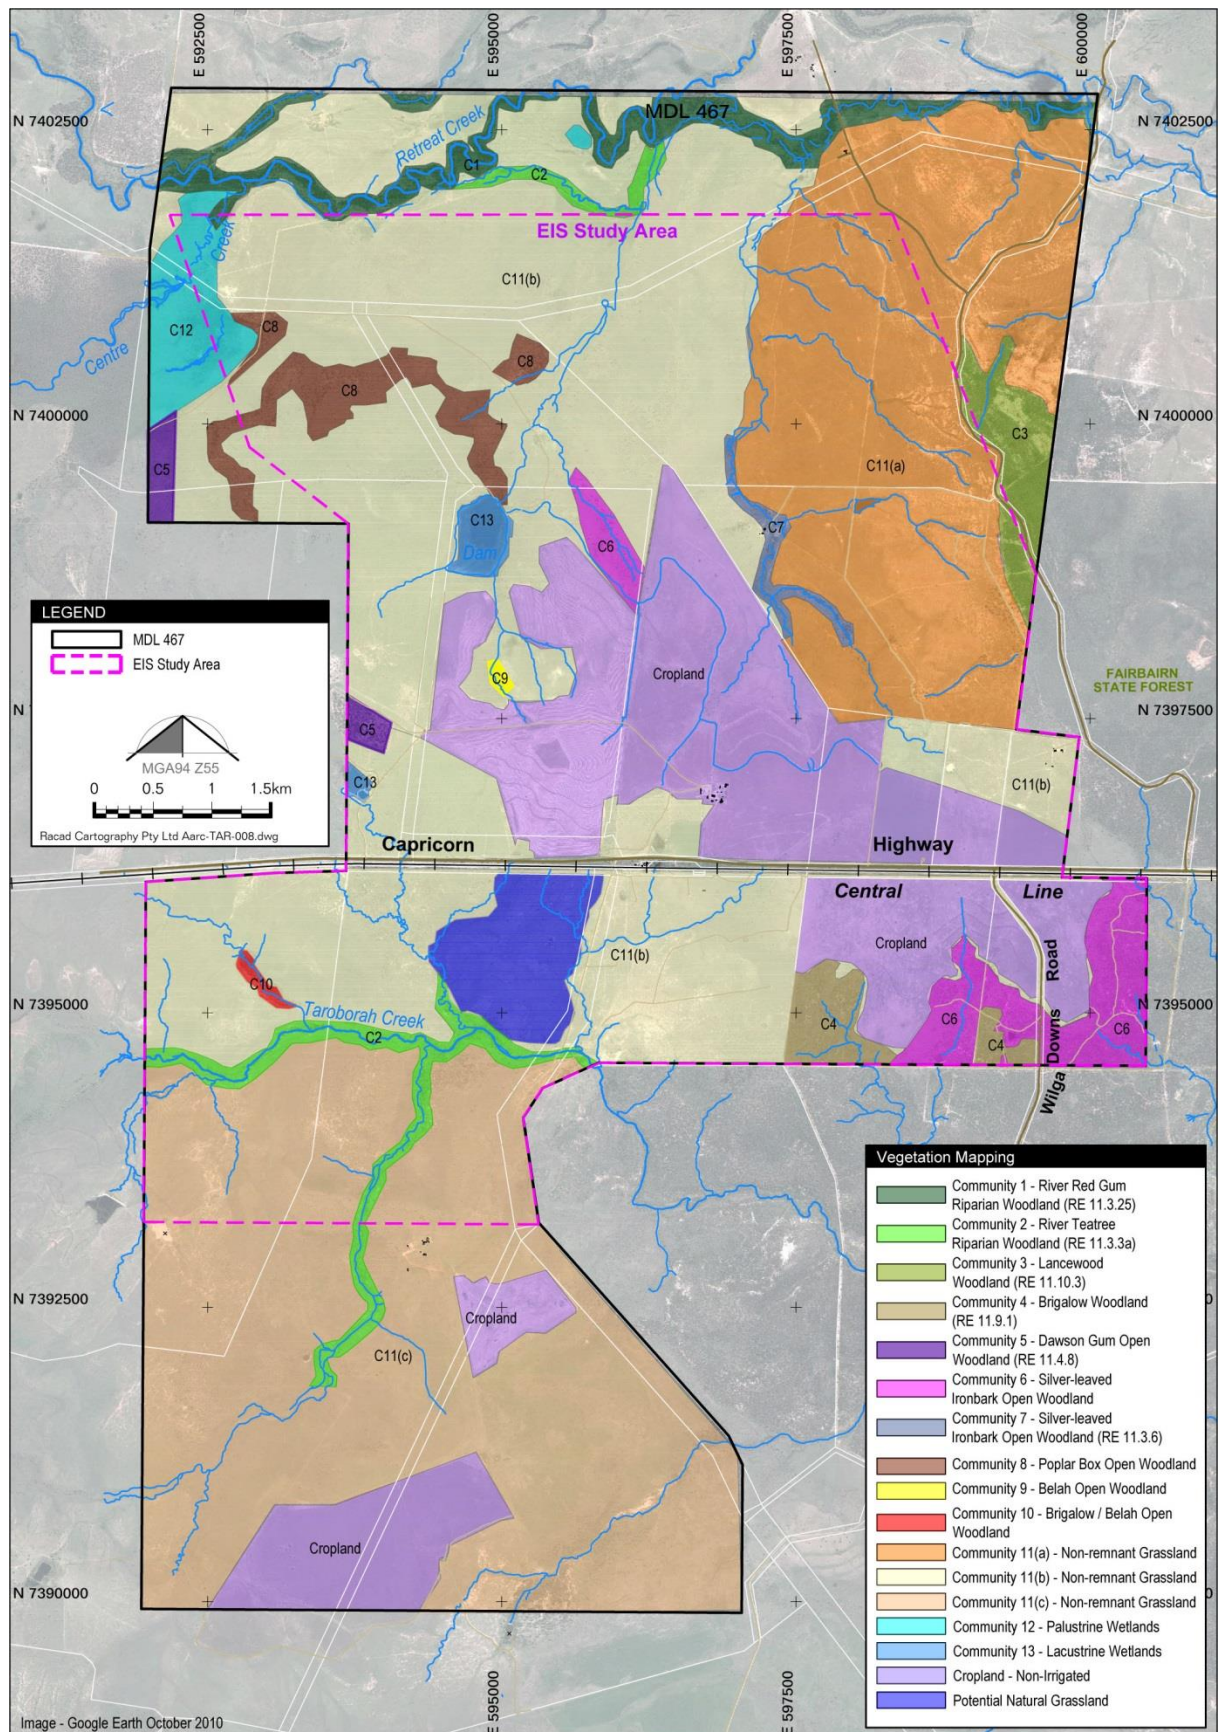 E 592500
E 595000
E 597500
E 600000
N 7402500
MDL 467
N 7402500
Retreat Creek
C1
C2
EIS Study Area
Creek
C11(b)
C12
C8
Centre
C8
C8
N 7400000
N 7400000
C3
C5
C11(a)
C13
C7
C6
Dam
LEGEND
MDL 467
EIS Study Area
MGA94 Z55
0 0.5 1 1.5km
Racad Cartography Pty Ltd Aarc-TAR-008.dwg
C9
Cropland
FAIRBAIRN
STATE FOREST
N 7397500
C5
C13
C11(b)
Capricorn
Highway
Central
Line
Cropland
C11(b)
Road
C10
N 7395000
N 7395000
Taroborah Creek
C4
C6
C6
C2
C4
Wilga Downs
Vegetation Mapping
Community 1 - River Red Gum
Riparian Woodland (RE 11.3.25)
Community 2 - River Teatree
Riparian Woodland (RE 11.3.3a)
Community 3 - Lancewood
Woodland (RE 11.10.3)
Community 4 - Brigalow Woodland
(RE 11.9.1)
Community 5 - Dawson Gum Open
Woodland (RE 11.4.8)
Community 6 - Silver-leaved
Ironbark Open Woodland
Community 7 - Silver-leaved
Ironbark Open Woodland (RE 11.3.6)
Community 8 - Poplar Box Open Woodland
Community 9 - Belah Open Woodland
Community 10 - Brigalow / Belah Open
Woodland
Community 11(a) - Non-remnant Grassland
Community 11(b) - Non-remnant Grassland
Community 11(c) - Non-remnant Grassland
Community 12 - Palustrine Wetlands
Community 13 - Lacustrine Wetlands
Cropland - Non-Irrigated
Potential Natural Grassland
N 7392500
Cropland
C11(c)
Cropland
N 7390000
E 595000
E 597500
Image - Google Earth October 2010